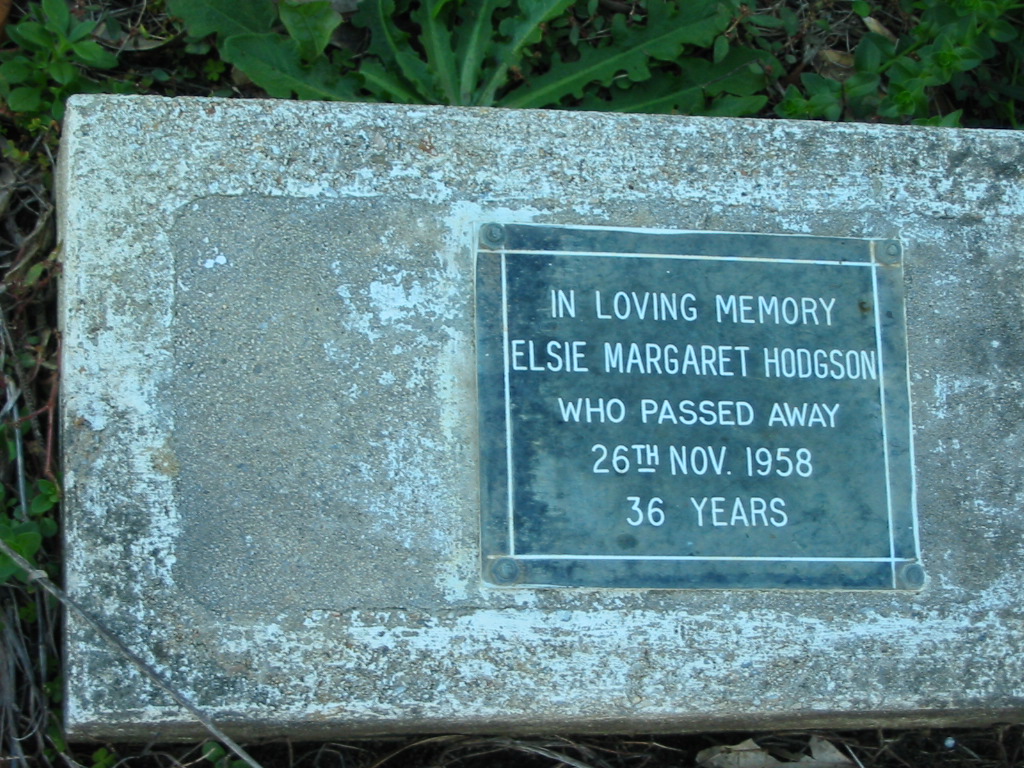 IN LOVING MEMORY
ELSIE MARGARET HODGSON
WHO PASSED AWAY
26TH NOV. 1958
36 YEARS